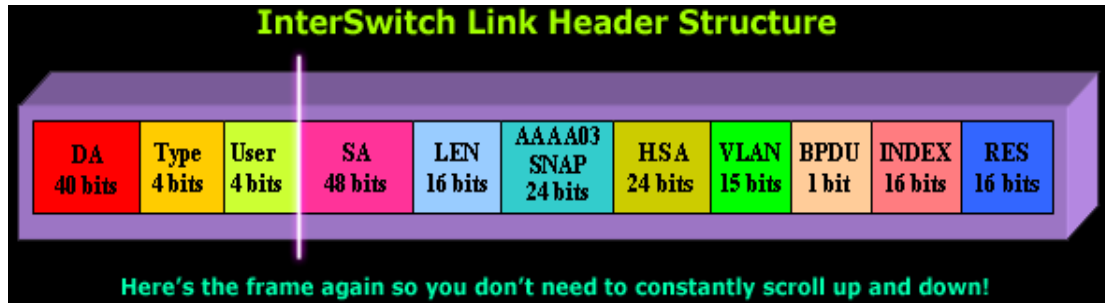 InterSwitch Link Header Structure
DA
40 bits
Type
4 bits
User
4 bits
SA
48 bits
LEN
16 bits
AAAA03
SNAP
24 bits
HSA
24 bits
VLAN
15 bits
BPDU
1 bit
INDEX
16 bits
RES
16 bits
Here's the frame again so you don't need to constantly scroll up and down!